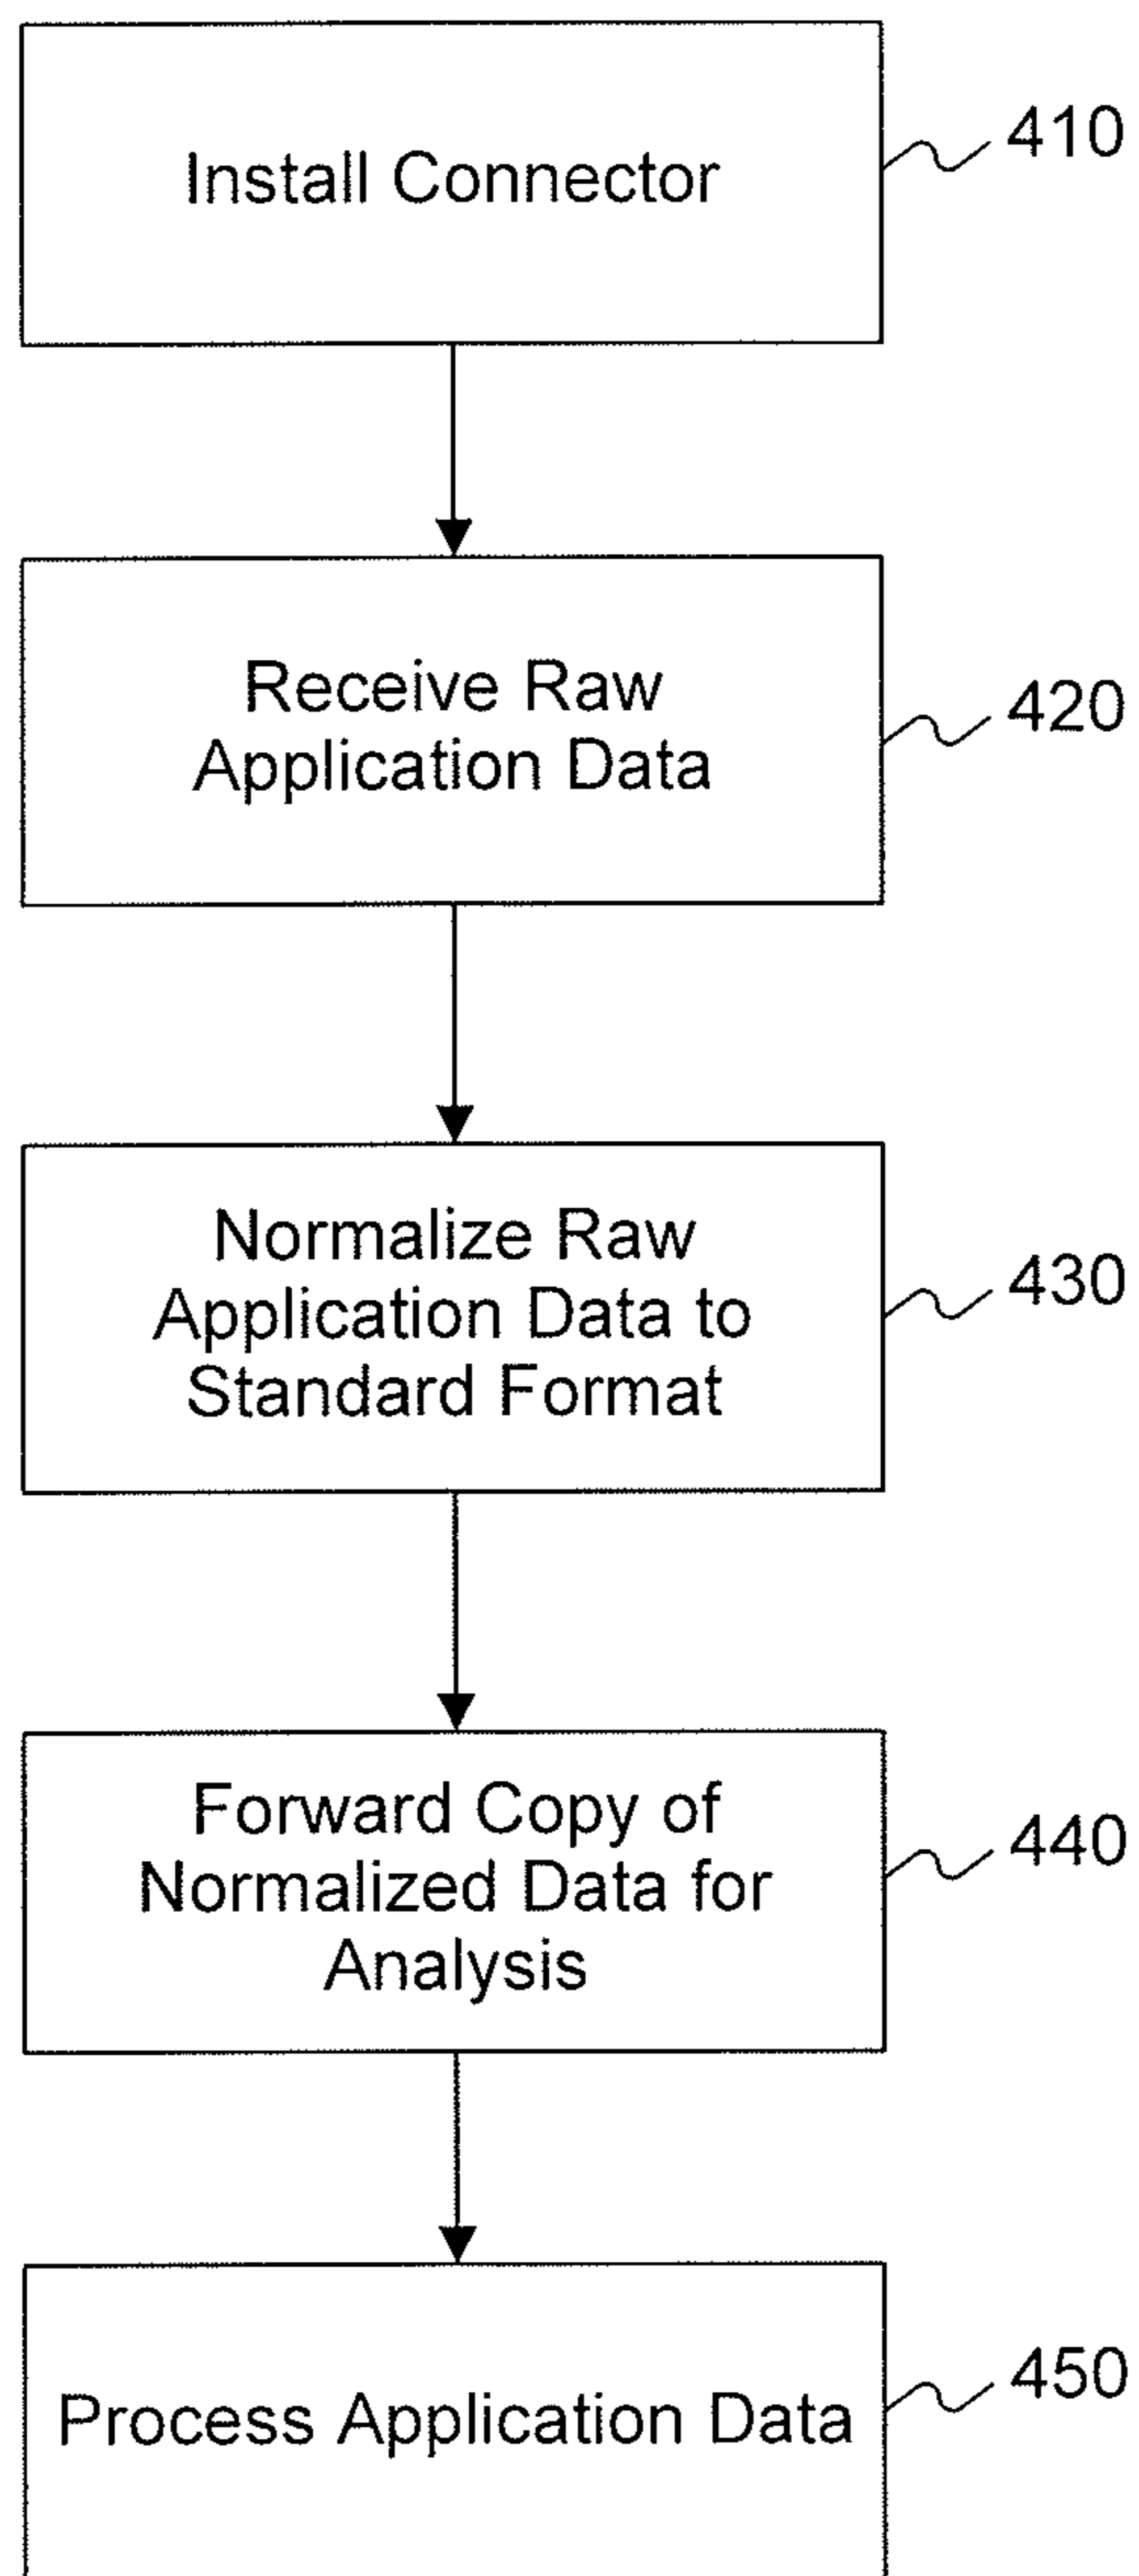 Install Connector
410
Receive Raw
Application Data
420
Normalize Raw
Application Data to
Standard Format
430
Forward Copy of
Normalized Data for
Analysis
440
Process Application Data
450